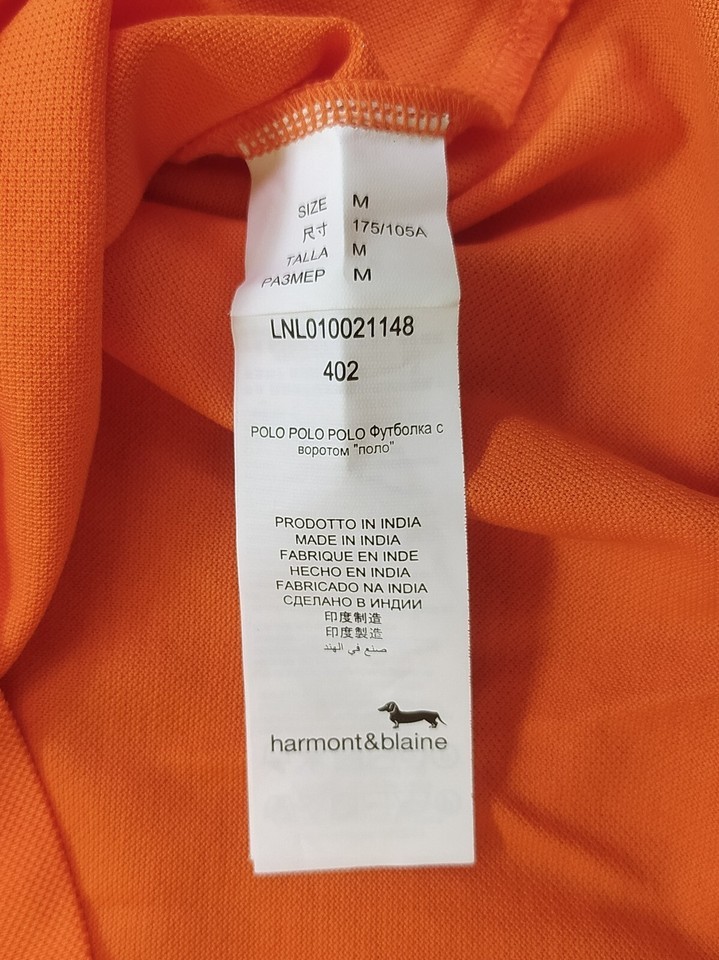 SIZE M
尺寸 175/105A
TALLA M
РАЗМЕР M
LNL010021148
402
POLO POLO POLO Футболка с
воротом "поло"
PRODOTTO IN INDIA
MADE IN INDIA
FABRIQUE EN INDE
HECHO EN INDIA
FABRICADO NA INDIA
СДЕЛАНО В ИНДИИ
印度制造
印度製造
صنع في الهند
harmont&blaine